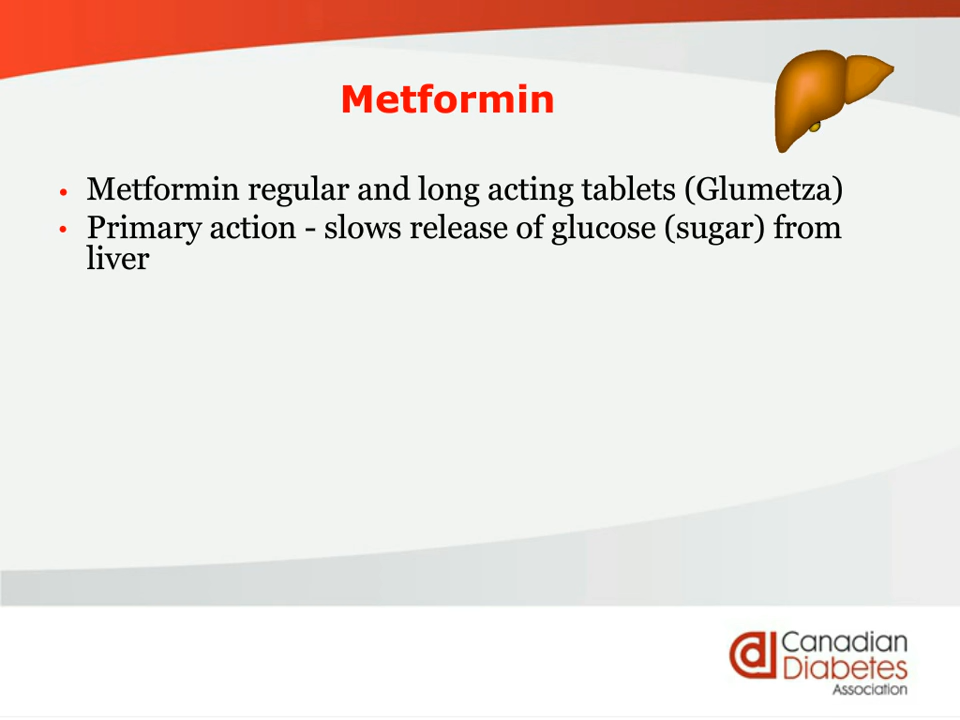 Metformin
• Metformin regular and long acting tablets (Glumetza)
• Primary action - slows release of glucose (sugar) from
liver
Canadian
Diabetes
Association